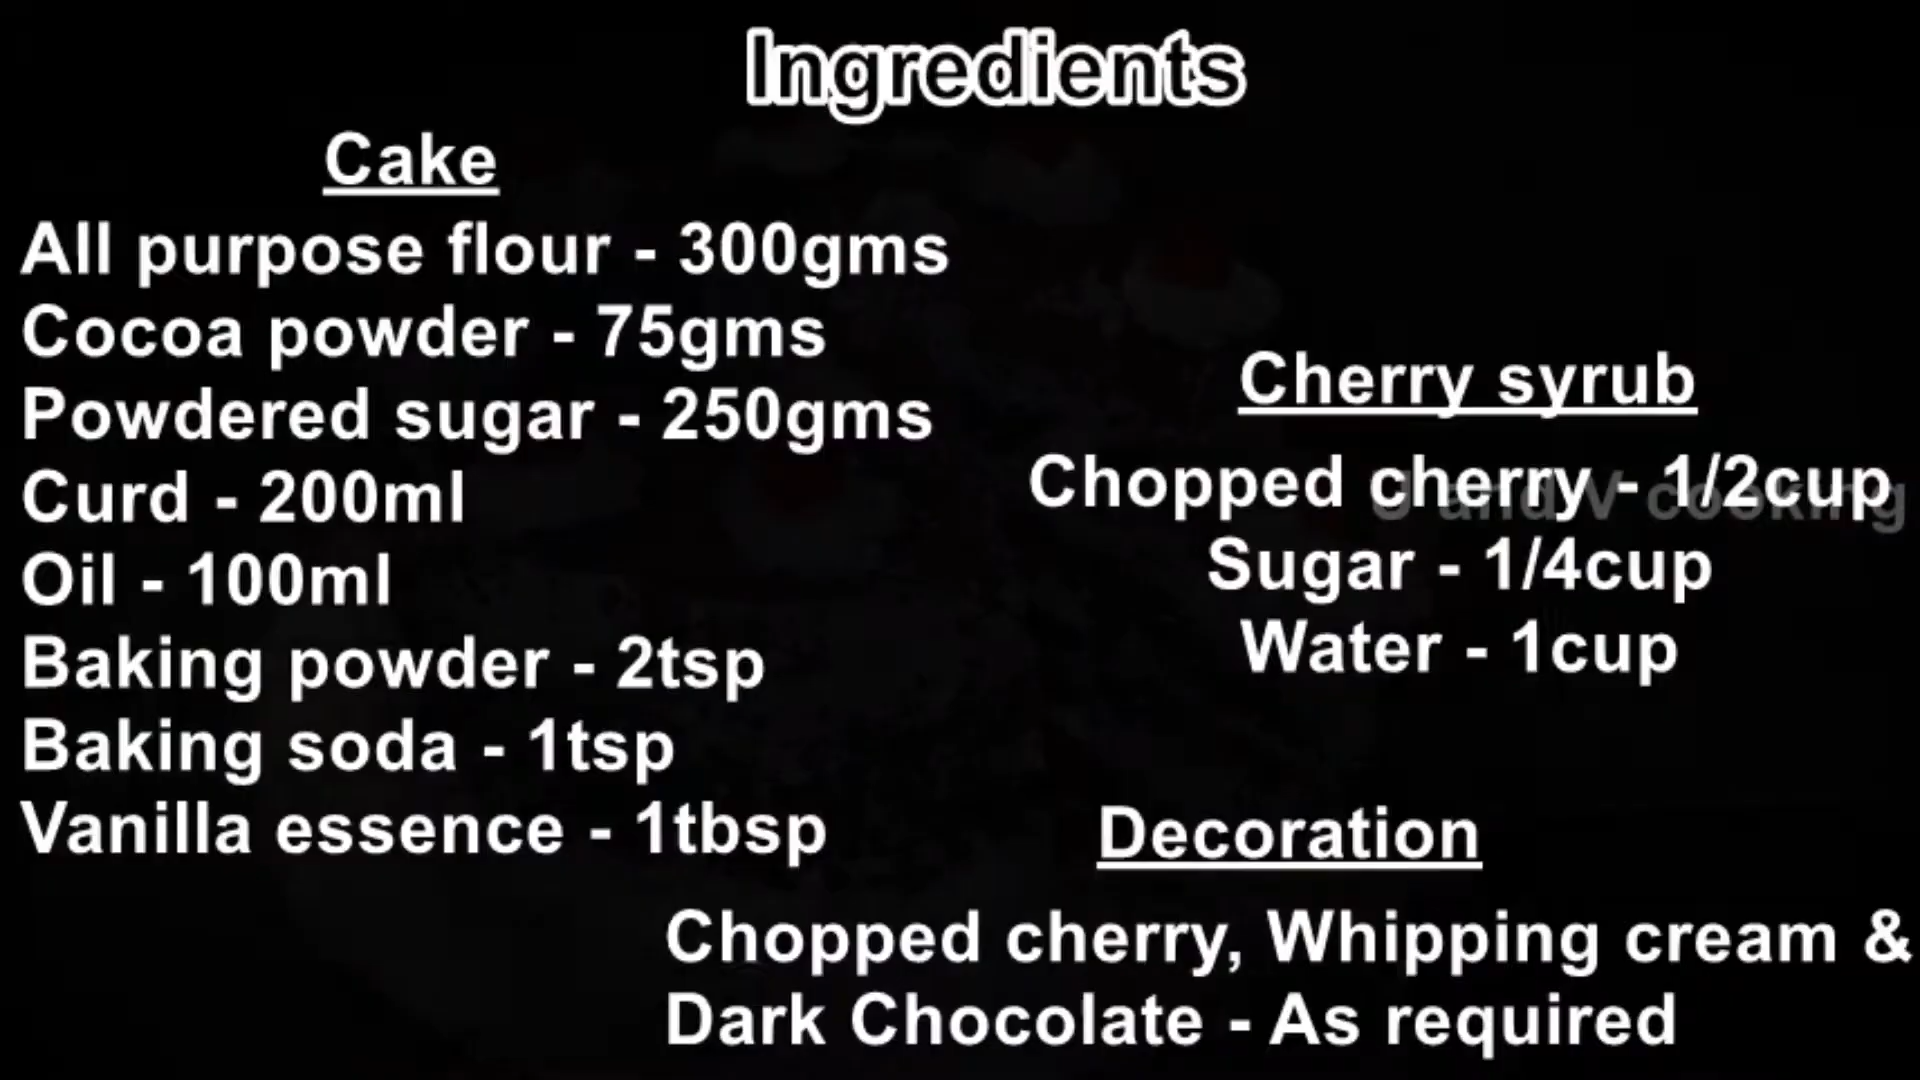 Ingredients
Cake
All purpose flour - 300gms
Cocoa powder - 75gms
Powdered sugar - 250gms
Curd - 200ml
Oil - 100ml
Baking powder - 2tsp
Baking soda - 1tsp
Vanilla essence - 1tbsp
Cherry syrub
Chopped cherry - 1/2cup
J and V cooking
Sugar - 1/4cup
Water - 1cup
Decoration
Chopped cherry, Whipping cream &
Dark Chocolate - As required